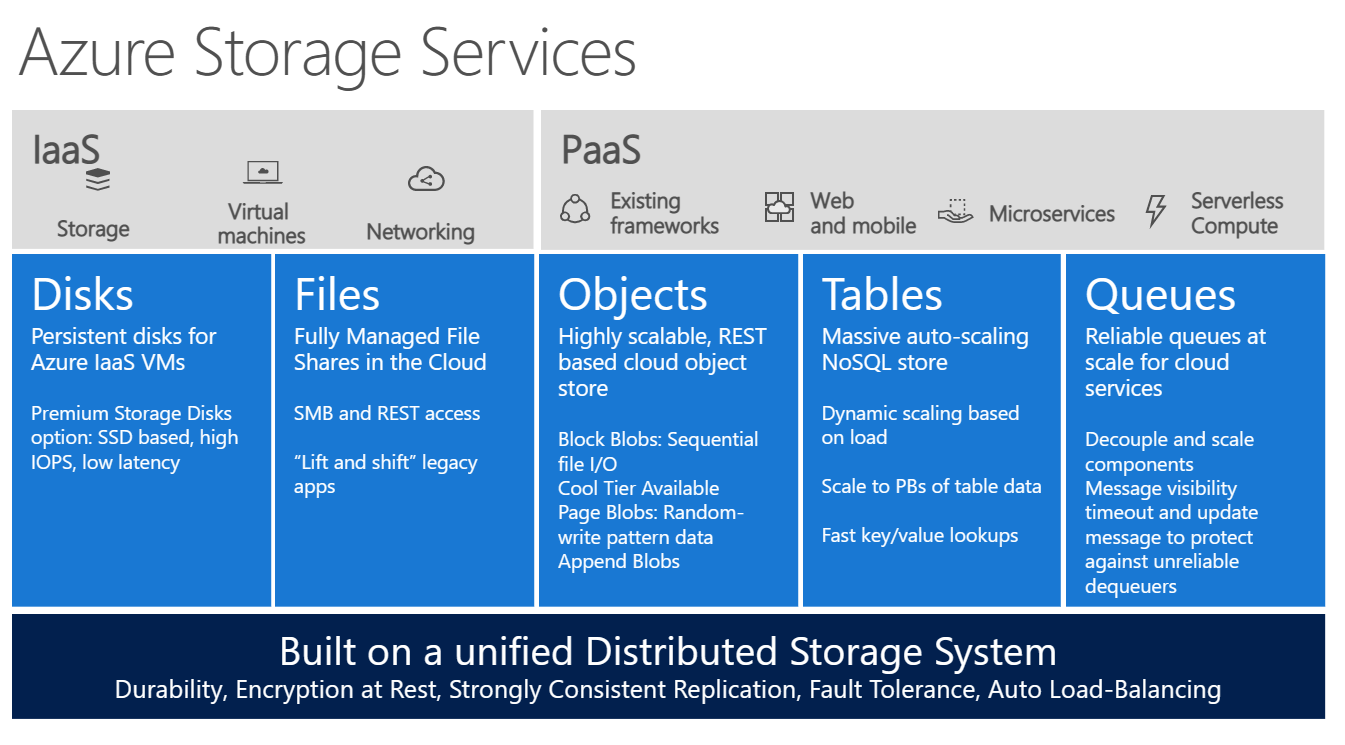 Azure Storage Services
IaaS
Storage
Virtual
machines
Networking
PaaS
Existing
frameworks
Web
and mobile
Microservices
Serverless
Compute
Disks
Persistent disks for
Azure IaaS VMs
Premium Storage Disks
option: SSD based, high
IOPS, low latency
Files
Fully Managed File
Shares in the Cloud
SMB and REST access
“Lift and shift” legacy
apps
Objects
Highly scalable, REST
based cloud object
store
Block Blobs: Sequential
file I/O
Cool Tier Available
Page Blobs: Random-
write pattern data
Append Blobs
Tables
Massive auto-scaling
NoSQL store
Dynamic scaling based
on load
Scale to PBs of table data
Fast key/value lookups
Queues
Reliable queues at
scale for cloud
services
Decouple and scale
components
Message visibility
timeout and update
message to protect
against unreliable
dequeuers
Built on a unified Distributed Storage System
Durability, Encryption at Rest, Strongly Consistent Replication, Fault Tolerance, Auto Load-Balancing